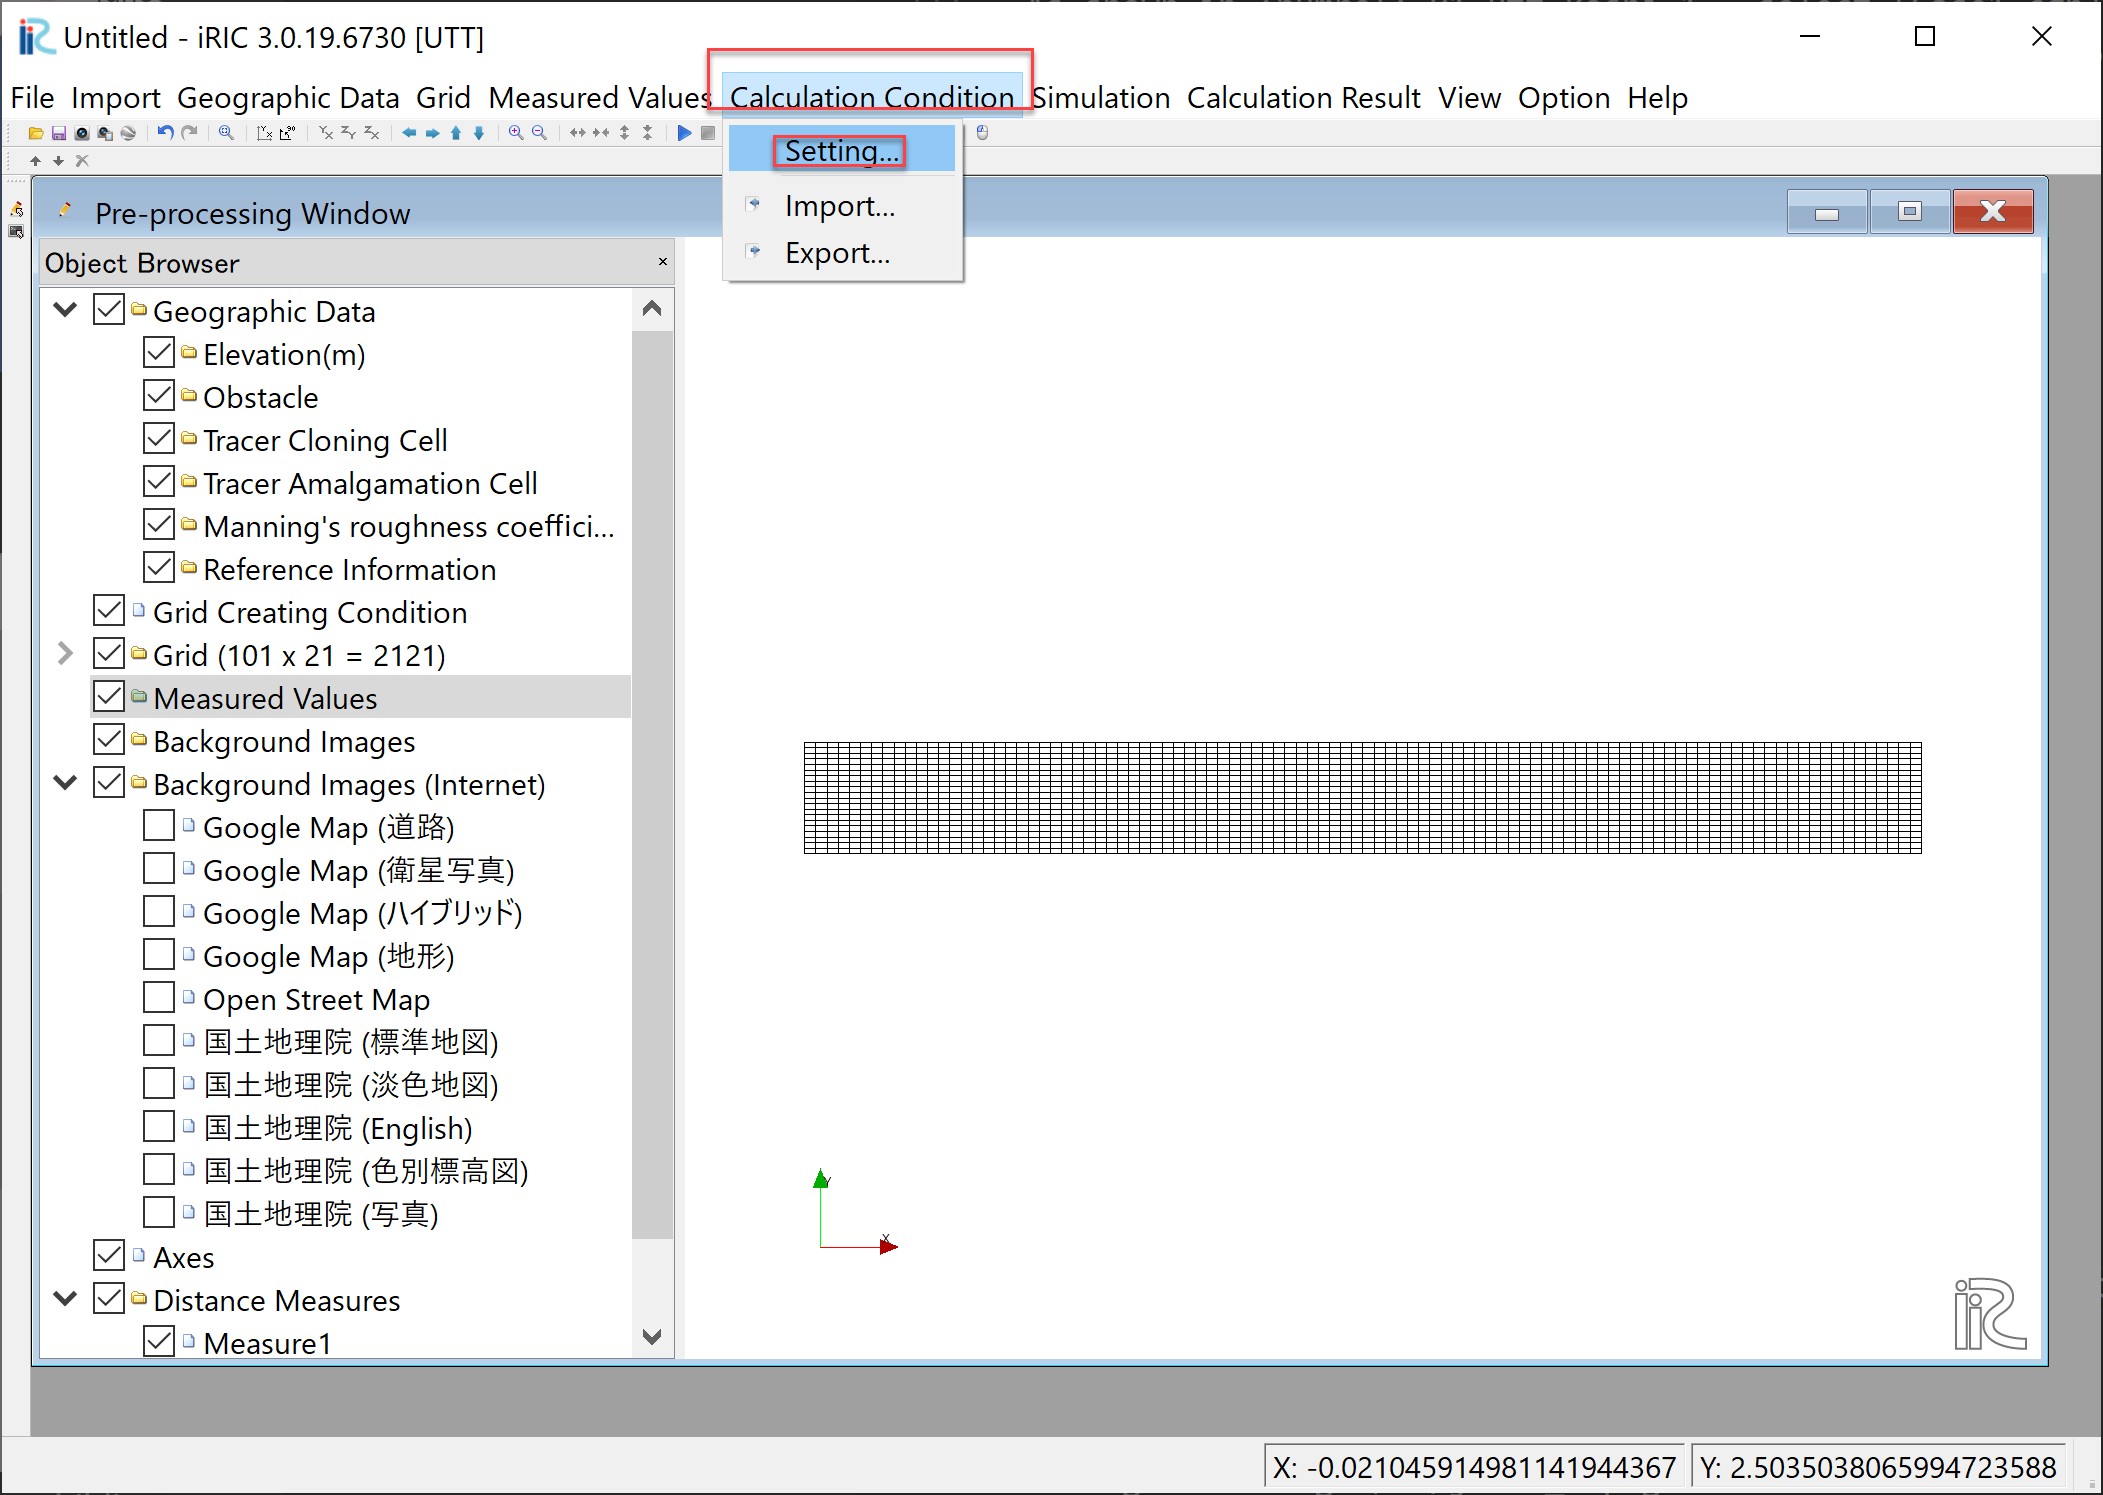 Untitled - iRIC 3.0.19.6730 [UTT]
File Import Geographic Data Grid Measured Values Calculation Condition Simulation Calculation Result View Option Help
Setting...
Import...
Export...
Pre-processing Window
Object Browser
Geographic Data
Elevation(m)
Obstacle
Tracer Cloning Cell
Tracer Amalgamation Cell
Manning's roughness coeffici...
Reference Information
Grid Creating Condition
Grid (101 x 21 = 2121)
Measured Values
Background Images
Background Images (Internet)
Google Map (道路)
Google Map (衛星写真)
Google Map (ハイブリッド)
Google Map (地形)
Open Street Map
国土地理院 (標準地図)
国土地理院 (淡色地図)
国土地理院 (English)
国土地理院 (色別標高図)
国土地理院 (写真)
Axes
Distance Measures
Measure1
Y
X
iRIC
X: -0.021045914981141944367
Y: 2.5035038065994723588